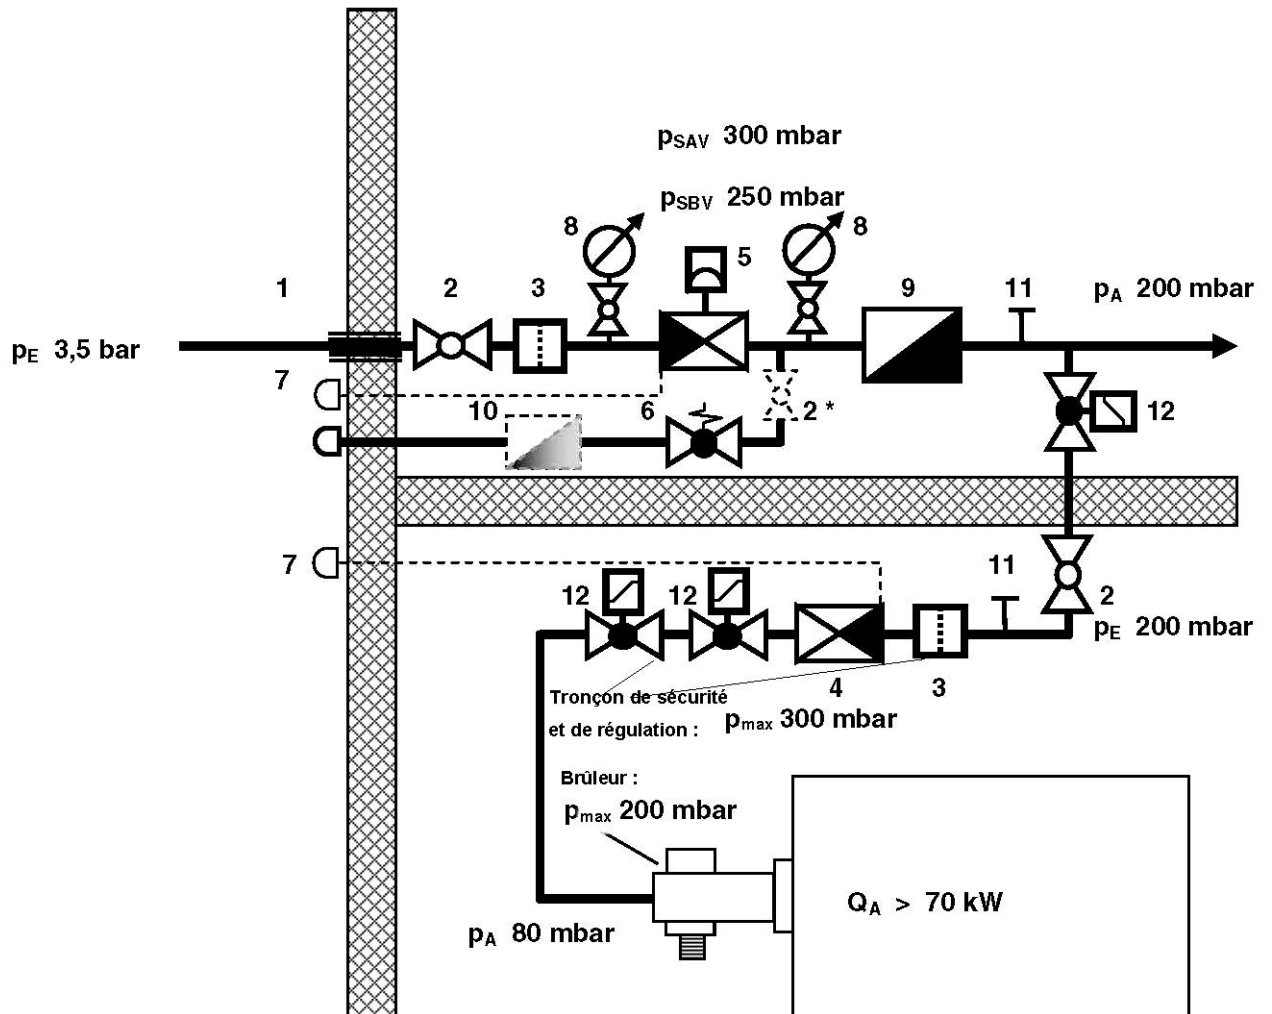 pSAV 300 mbar
pSBV 250 mbar
8
8
5
1
2
3
9
11
pA 200 mbar
pE 3,5 bar
7
10
6
2 *
12
7
11
12
12
2
pE 200 mbar
4
3
Tronçon de sécurité
et de régulation :
pmax 300 mbar
Brûleur :
pmax 200 mbar
QA > 70 kW
pA 80 mbar